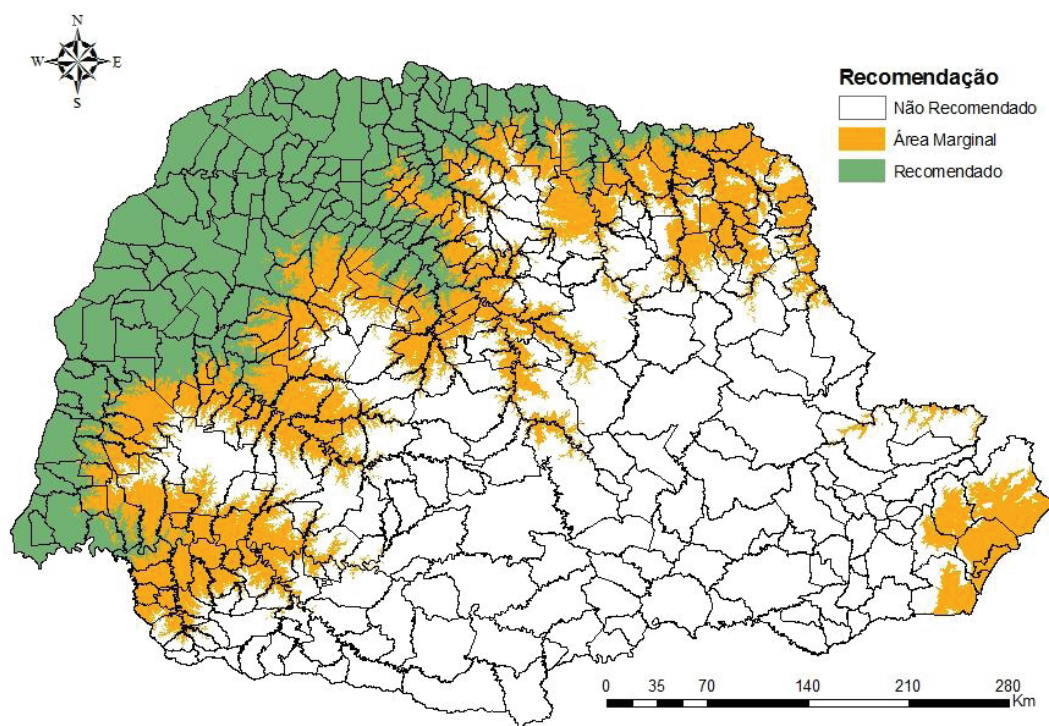 N
W E
S
Recomendação
Não Recomendado
Área Marginal
Recomendado
0 35 70 140 210 280
Km